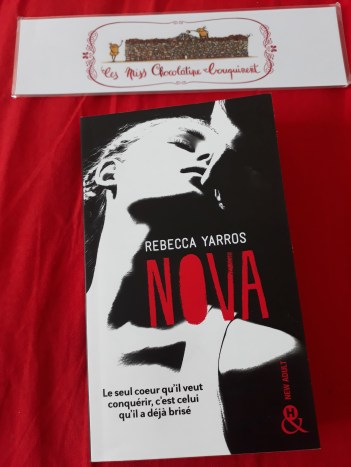 Les Miss Chocolatine Bouquinent
REBECCA YARROS
NOVA
Le seul coeur qu'il veut
conquérir, c'est celui
qu'il a déjà brisé
& H
NEW ADULT